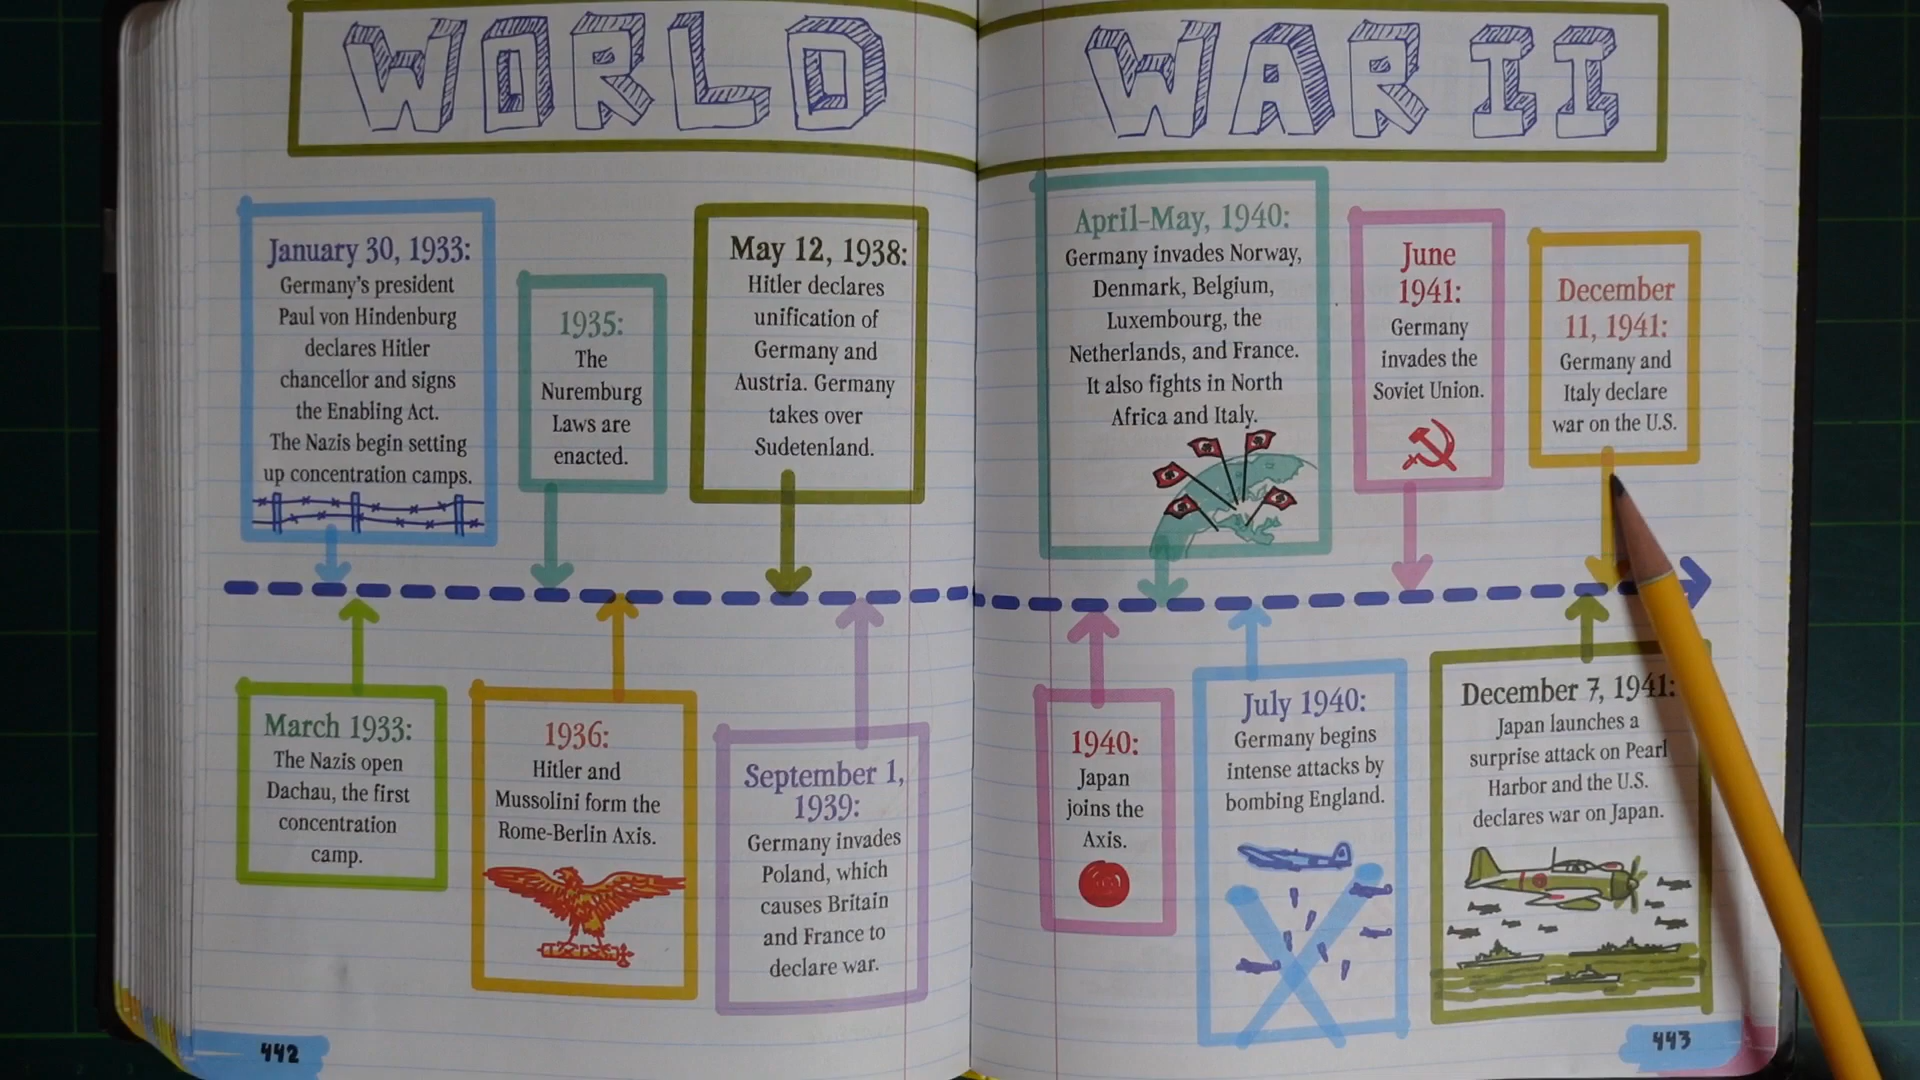 WORLD WAR II
January 30, 1933:
Germany's president
Paul von Hindenburg
declares Hitler
chancellor and signs
the Enabling Act.
The Nazis begin setting
up concentration camps.
1935:
The
Nuremburg
Laws are
enacted.
May 12, 1938:
Hitler declares
unification of
Germany and
Austria. Germany
takes over
Sudetenland.
March 1933:
The Nazis open
Dachau, the first
concentration
camp.
1936:
Hitler and
Mussolini form the
Rome-Berlin Axis.
September 1,
1939:
Germany invades
Poland, which
causes Britain
and France to
declare war.
442
April-May, 1940:
Germany invades Norway,
Denmark, Belgium,
Luxembourg, the
Netherlands, and France.
It also fights in North
Africa and Italy.
June
1941:
Germany
invades the
Soviet Union.
December
11, 1941:
Germany and
Italy declare
war on the U.S.
1940:
Japan
joins the
Axis.
July 1940:
Germany begins
intense attacks by
bombing England.
December 7, 1941:
Japan launches a
surprise attack on Pearl
Harbor and the U.S.
declares war on Japan.
443